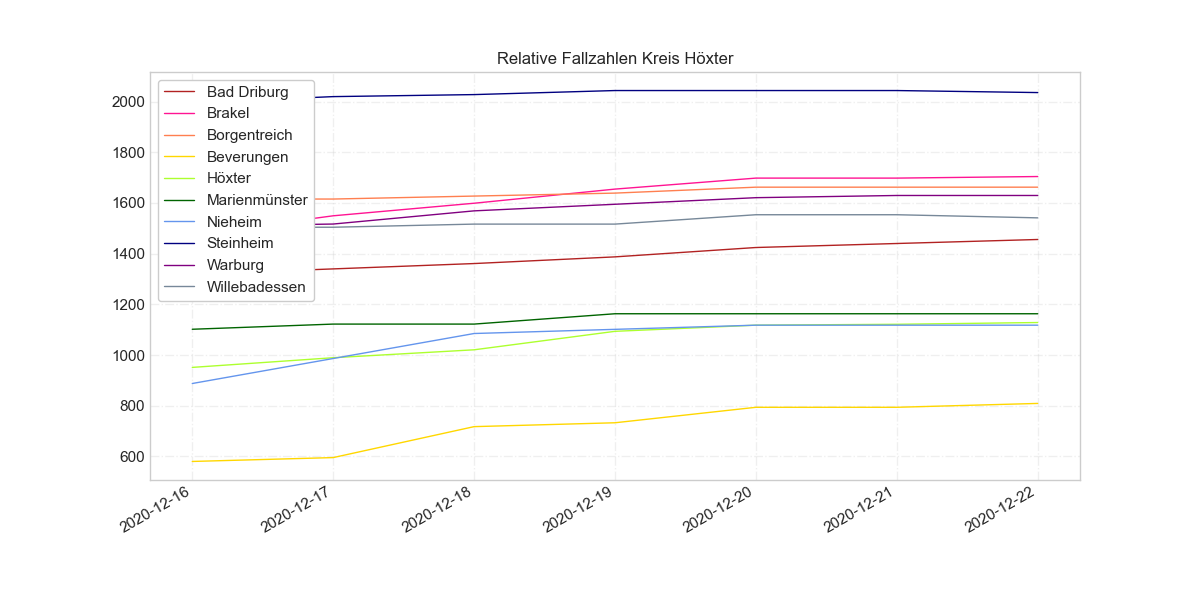 Relative Fallzahlen Kreis Höxter
Bad Driburg
Brakel
Borgentreich
Beverungen
Höxter
Marienmünster
Nieheim
Steinheim
Warburg
Willebadessen
2000
1800
1600
1400
1200
1000
800
600
2020-12-16
2020-12-17
2020-12-18
2020-12-19
2020-12-20
2020-12-21
2020-12-22